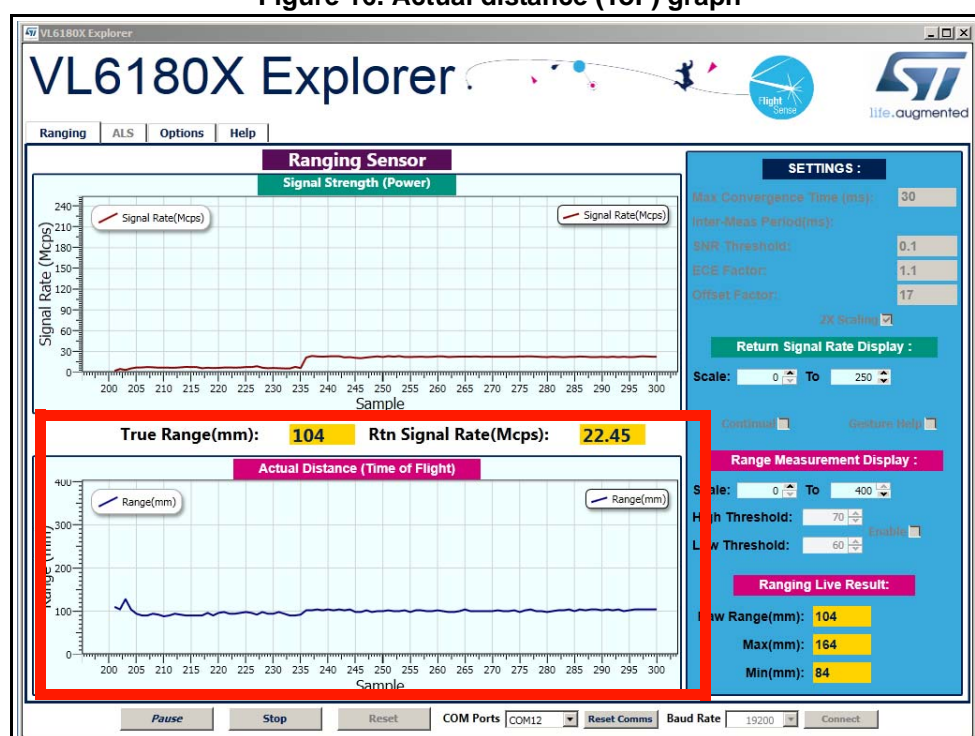 Figure 10. Actual distance (ToF) graph
VL6180X Explorer
VL6180X Explorer
Flight
Sense
life.augmented
Ranging ALS Options Help
Ranging Sensor
Signal Strength (Power)
Signal Rate(Mcps)
Signal Rate(Mcps)
Signal Rate (Mcps)
240
210
180
150
120
90
60
30
0
200 205 210 215 220 225 230 235 240 245 250 255 260 265 270 275 280 285 290 295 300
Sample
True Range(mm): 104 Rtn Signal Rate(Mcps): 22.45
Actual Distance (Time of Flight)
Range(mm)
Range(mm)
Range (mm)
400
300
200
100
0
200 205 210 215 220 225 230 235 240 245 250 255 260 265 270 275 280 285 290 295 300
Sample
SETTINGS :
Max Convergence Time (ms): 30
Inter-Meas Period(ms):
SNR Threshold: 0.1
ECE Factor: 1.1
Offset Factor: 17
2X Scaling
Return Signal Rate Display :
Scale: 0 To 250
Continual Gesture Help
Range Measurement Display :
Scale: 0 To 400
High Threshold: 70
Enable
Low Threshold: 60
Ranging Live Result:
Raw Range(mm): 104
Max(mm): 164
Min(mm): 84
Pause Stop Reset COM Ports COM12 Reset Comms Baud Rate 19200 Connect